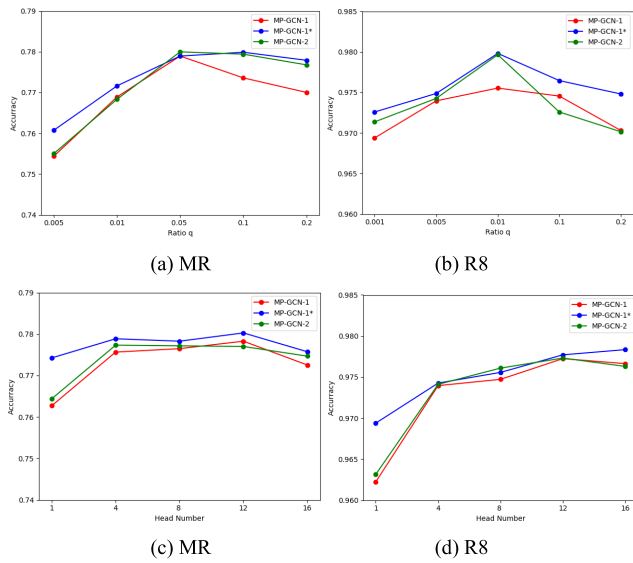 0.79
0.78
0.77
0.76
0.75
0.74
Accurracy
MP-GCN-1
MP-GCN-1*
MP-GCN-2
0.005 0.01 0.05 0.1 0.2
Ratio q
(a) MR
0.985
0.980
0.975
0.970
0.965
0.960
Accurracy
MP-GCN-1
MP-GCN-1*
MP-GCN-2
0.001 0.005 0.01 0.1 0.2
Ratio q
(b) R8
0.79
0.78
0.77
0.76
0.75
0.74
Accurracy
MP-GCN-1
MP-GCN-1*
MP-GCN-2
1 4 8 12 16
Head Number
(c) MR
0.985
0.980
0.975
0.970
0.965
0.960
Accurracy
MP-GCN-1
MP-GCN-1*
MP-GCN-2
1 4 8 12 16
Head Number
(d) R8